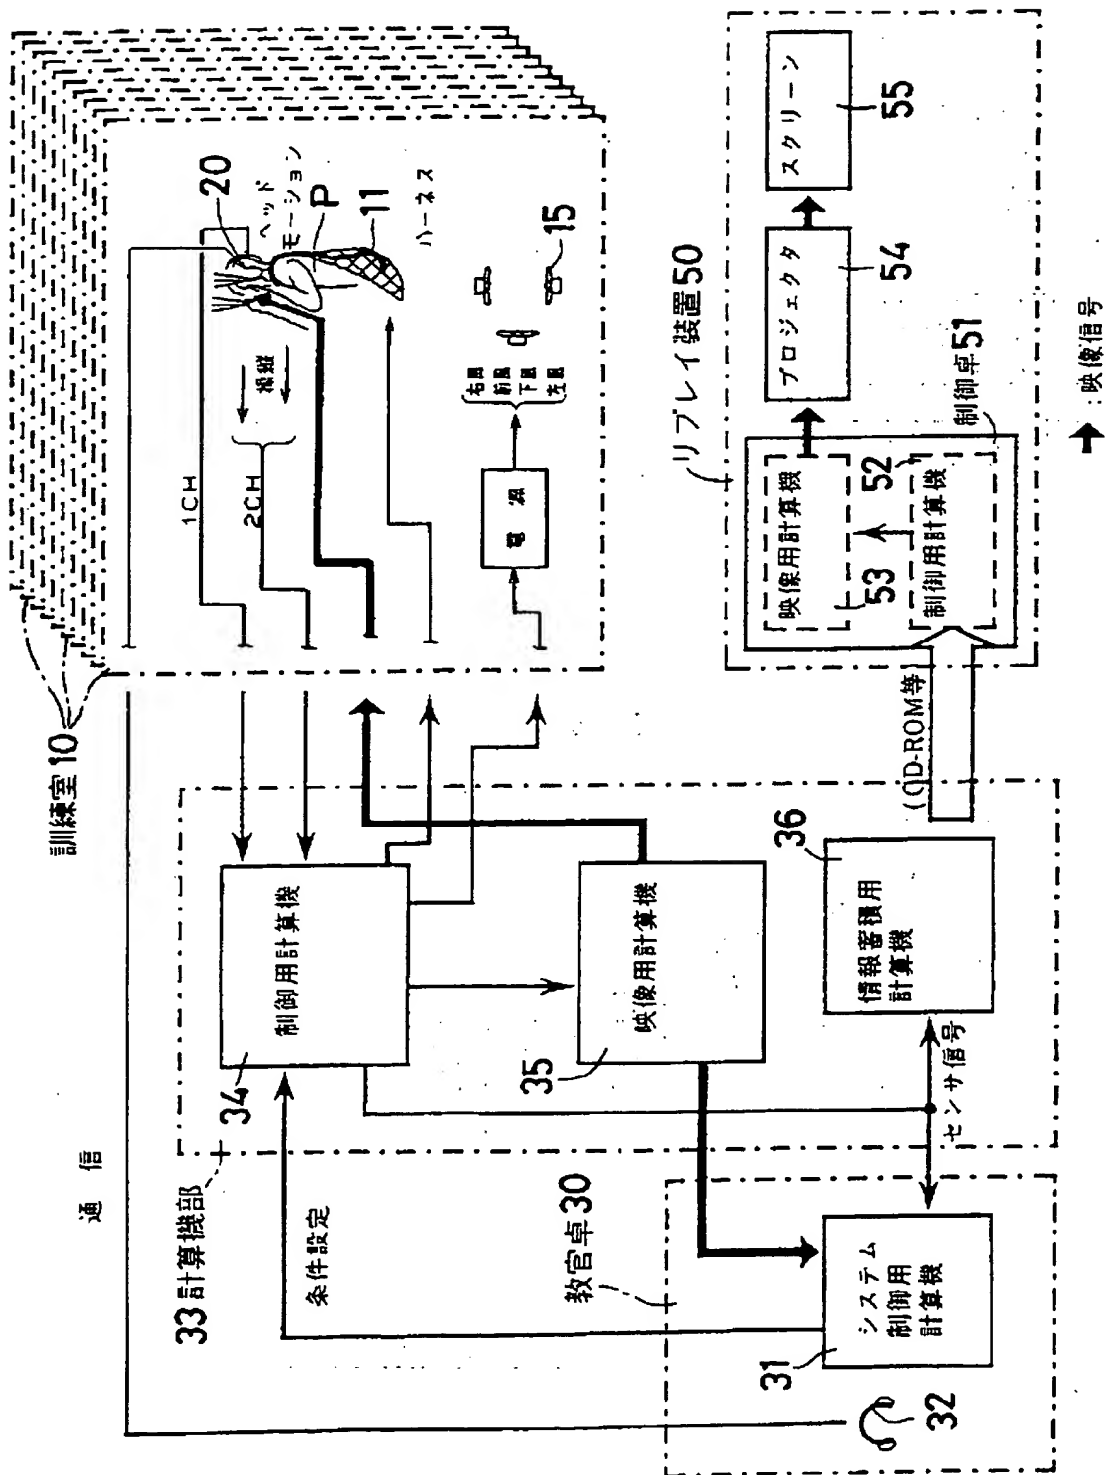 訓練室10
通 信
1CH
2CH
操縦
20
ヘッド
モーション
P
11
ハーネス
電 源
右風
前風
下風
左風
15
33計算機部
34
制御用計算機
条件設定
35
映像用計算機
36
情報蓄積用
計算機
センサ信号
教官卓30
31
システム
制御用
計算機
32
(CD-ROM等
リプレイ装置50
映像用計算機
53
制御用計算機
52
制御卓51
プロジェクタ
54
スクリーン
55
:映像信号